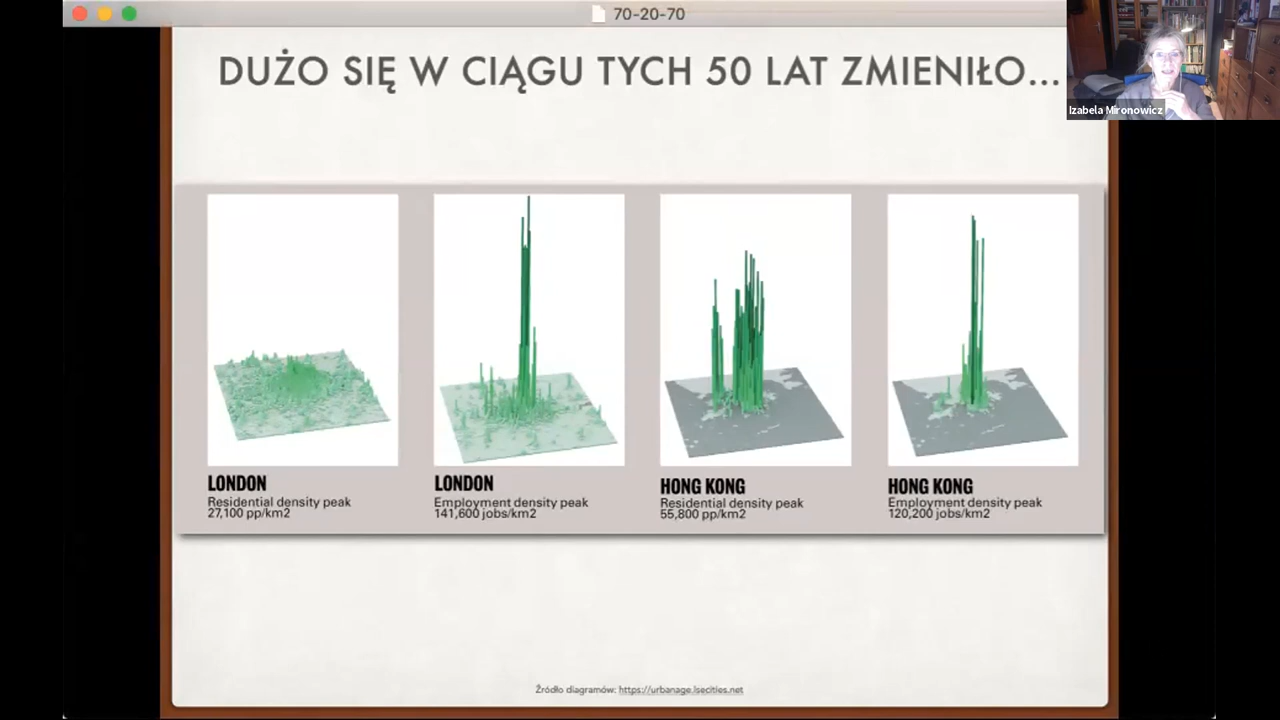 70-20-70
DUŻO SIĘ W CIĄGU TYCH 50 LAT ZMIENIŁO...
Izabela Mironowicz
LONDON
Residential density peak
27,100 pp/km2
LONDON
Employment density peak
141,600 jobs/km2
HONG KONG
Residential density peak
55,800 pp/km2
HONG KONG
Employment density peak
120,200 jobs/km2
Źródło diagramów: https://urbanage.lsecities.net